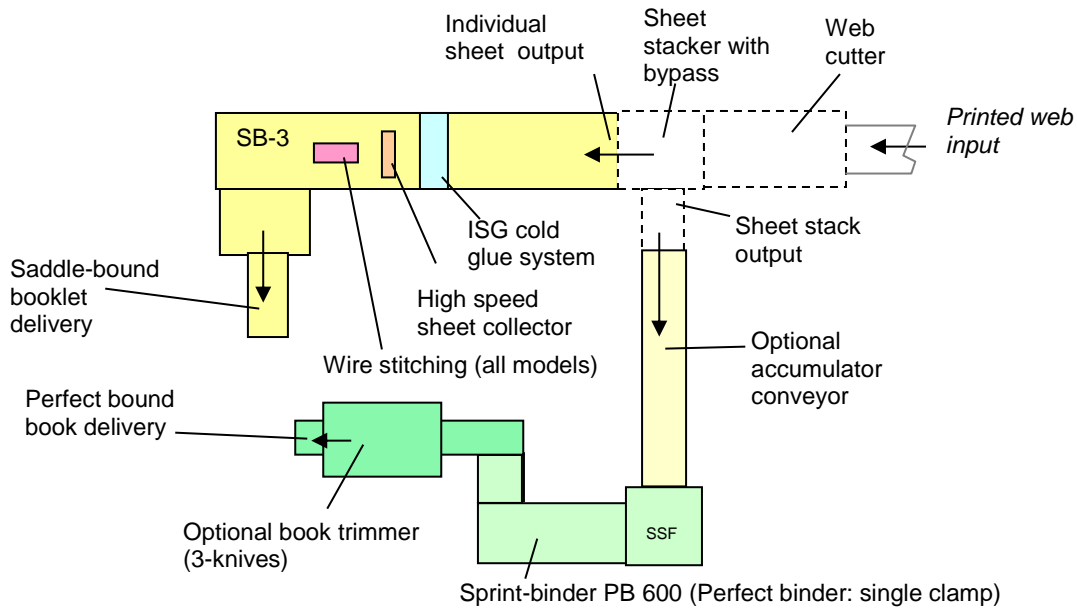 Individual
sheet output
Sheet
stacker with
bypass
Web
cutter
Printed web
input
SB-3
ISG cold
glue system
Sheet stack
output
Saddle-bound
booklet
delivery
High speed
sheet collector
Wire stitching (all models)
Optional
accumulator
conveyor
Perfect bound
book delivery
Optional book trimmer
(3-knives)
SSF
Sprint-binder PB 600 (Perfect binder: single clamp)